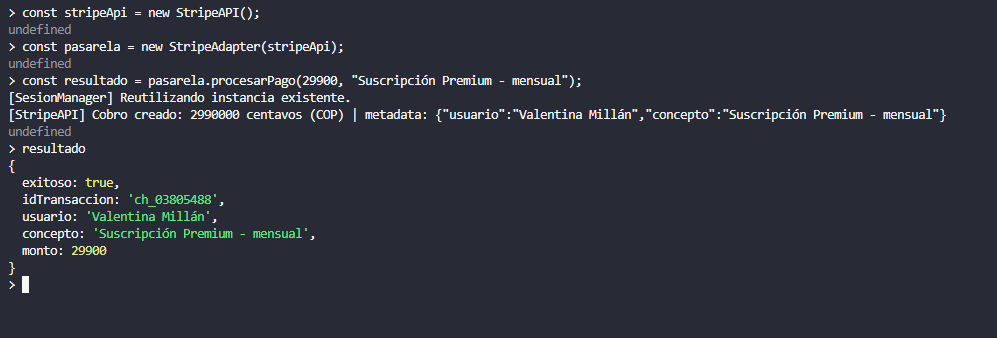 > const stripeApi = new StripeAPI();
undefined
> const pasarela = new StripeAdapter(stripeApi);
undefined
> const resultado = pasarela.procesarPago(29900, "Suscripción Premium - mensual");
[SesionManager] Reutilizando instancia existente.
[StripeAPI] Cobro creado: 2990000 centavos (COP) | metadata: {"usuario":"Valentina Millán","concepto":"Suscripción Premium - mensual"}
undefined
> resultado
{
  exitoso: true,
  idTransaccion: 'ch_03805488',
  usuario: 'Valentina Millán',
  concepto: 'Suscripción Premium - mensual',
  monto: 29900
}
>